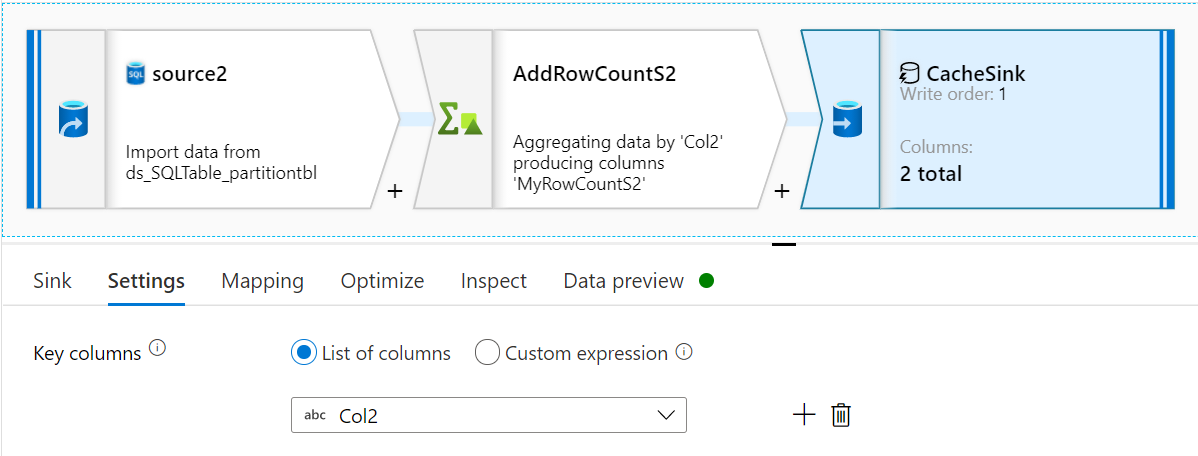 SQL source2
Import data from
ds_SQLTable_partitiontbl
+
AddRowCountS2
Aggregating data by 'Col2'
producing columns
'MyRowCountS2'
+
CacheSink
Write order: 1
Columns:
2 total
Sink Settings Mapping Optimize Inspect Data preview
Key columns List of columns Custom expression
abc Col2